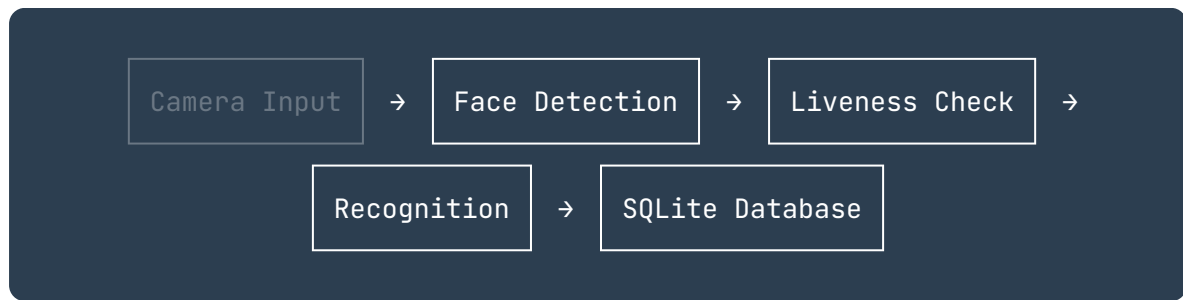 Camera Input → Face Detection → Liveness Check →
Recognition → SQLite Database